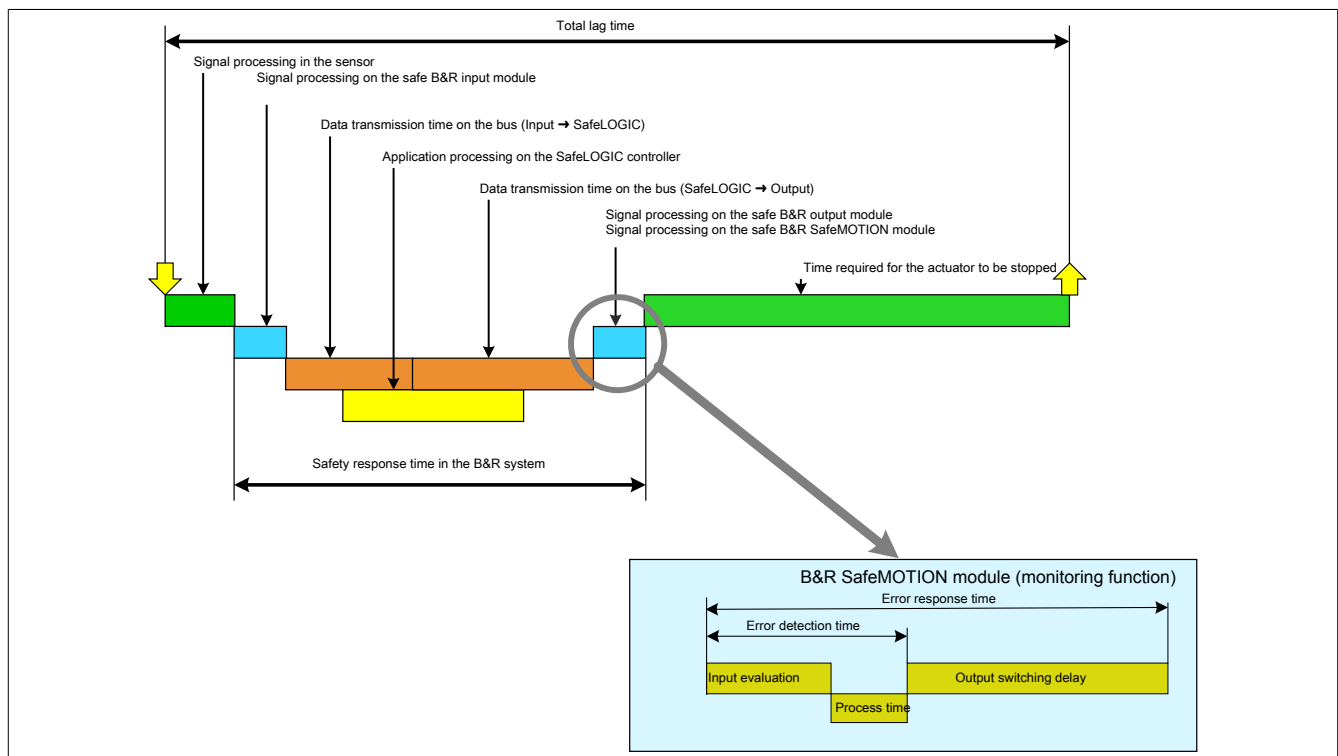 Total lag time
Signal processing in the sensor
Signal processing on the safe B&R input module
Data transmission time on the bus (Input ➜ SafeLOGIC)
Application processing on the SafeLOGIC controller
Data transmission time on the bus (SafeLOGIC ➜ Output)
Signal processing on the safe B&R output module
Signal processing on the safe B&R SafeMOTION module
Time required for the actuator to be stopped
Safety response time in the B&R system
B&R SafeMOTION module (monitoring function)
Error response time
Error detection time
Input evaluation
Output switching delay
Process time